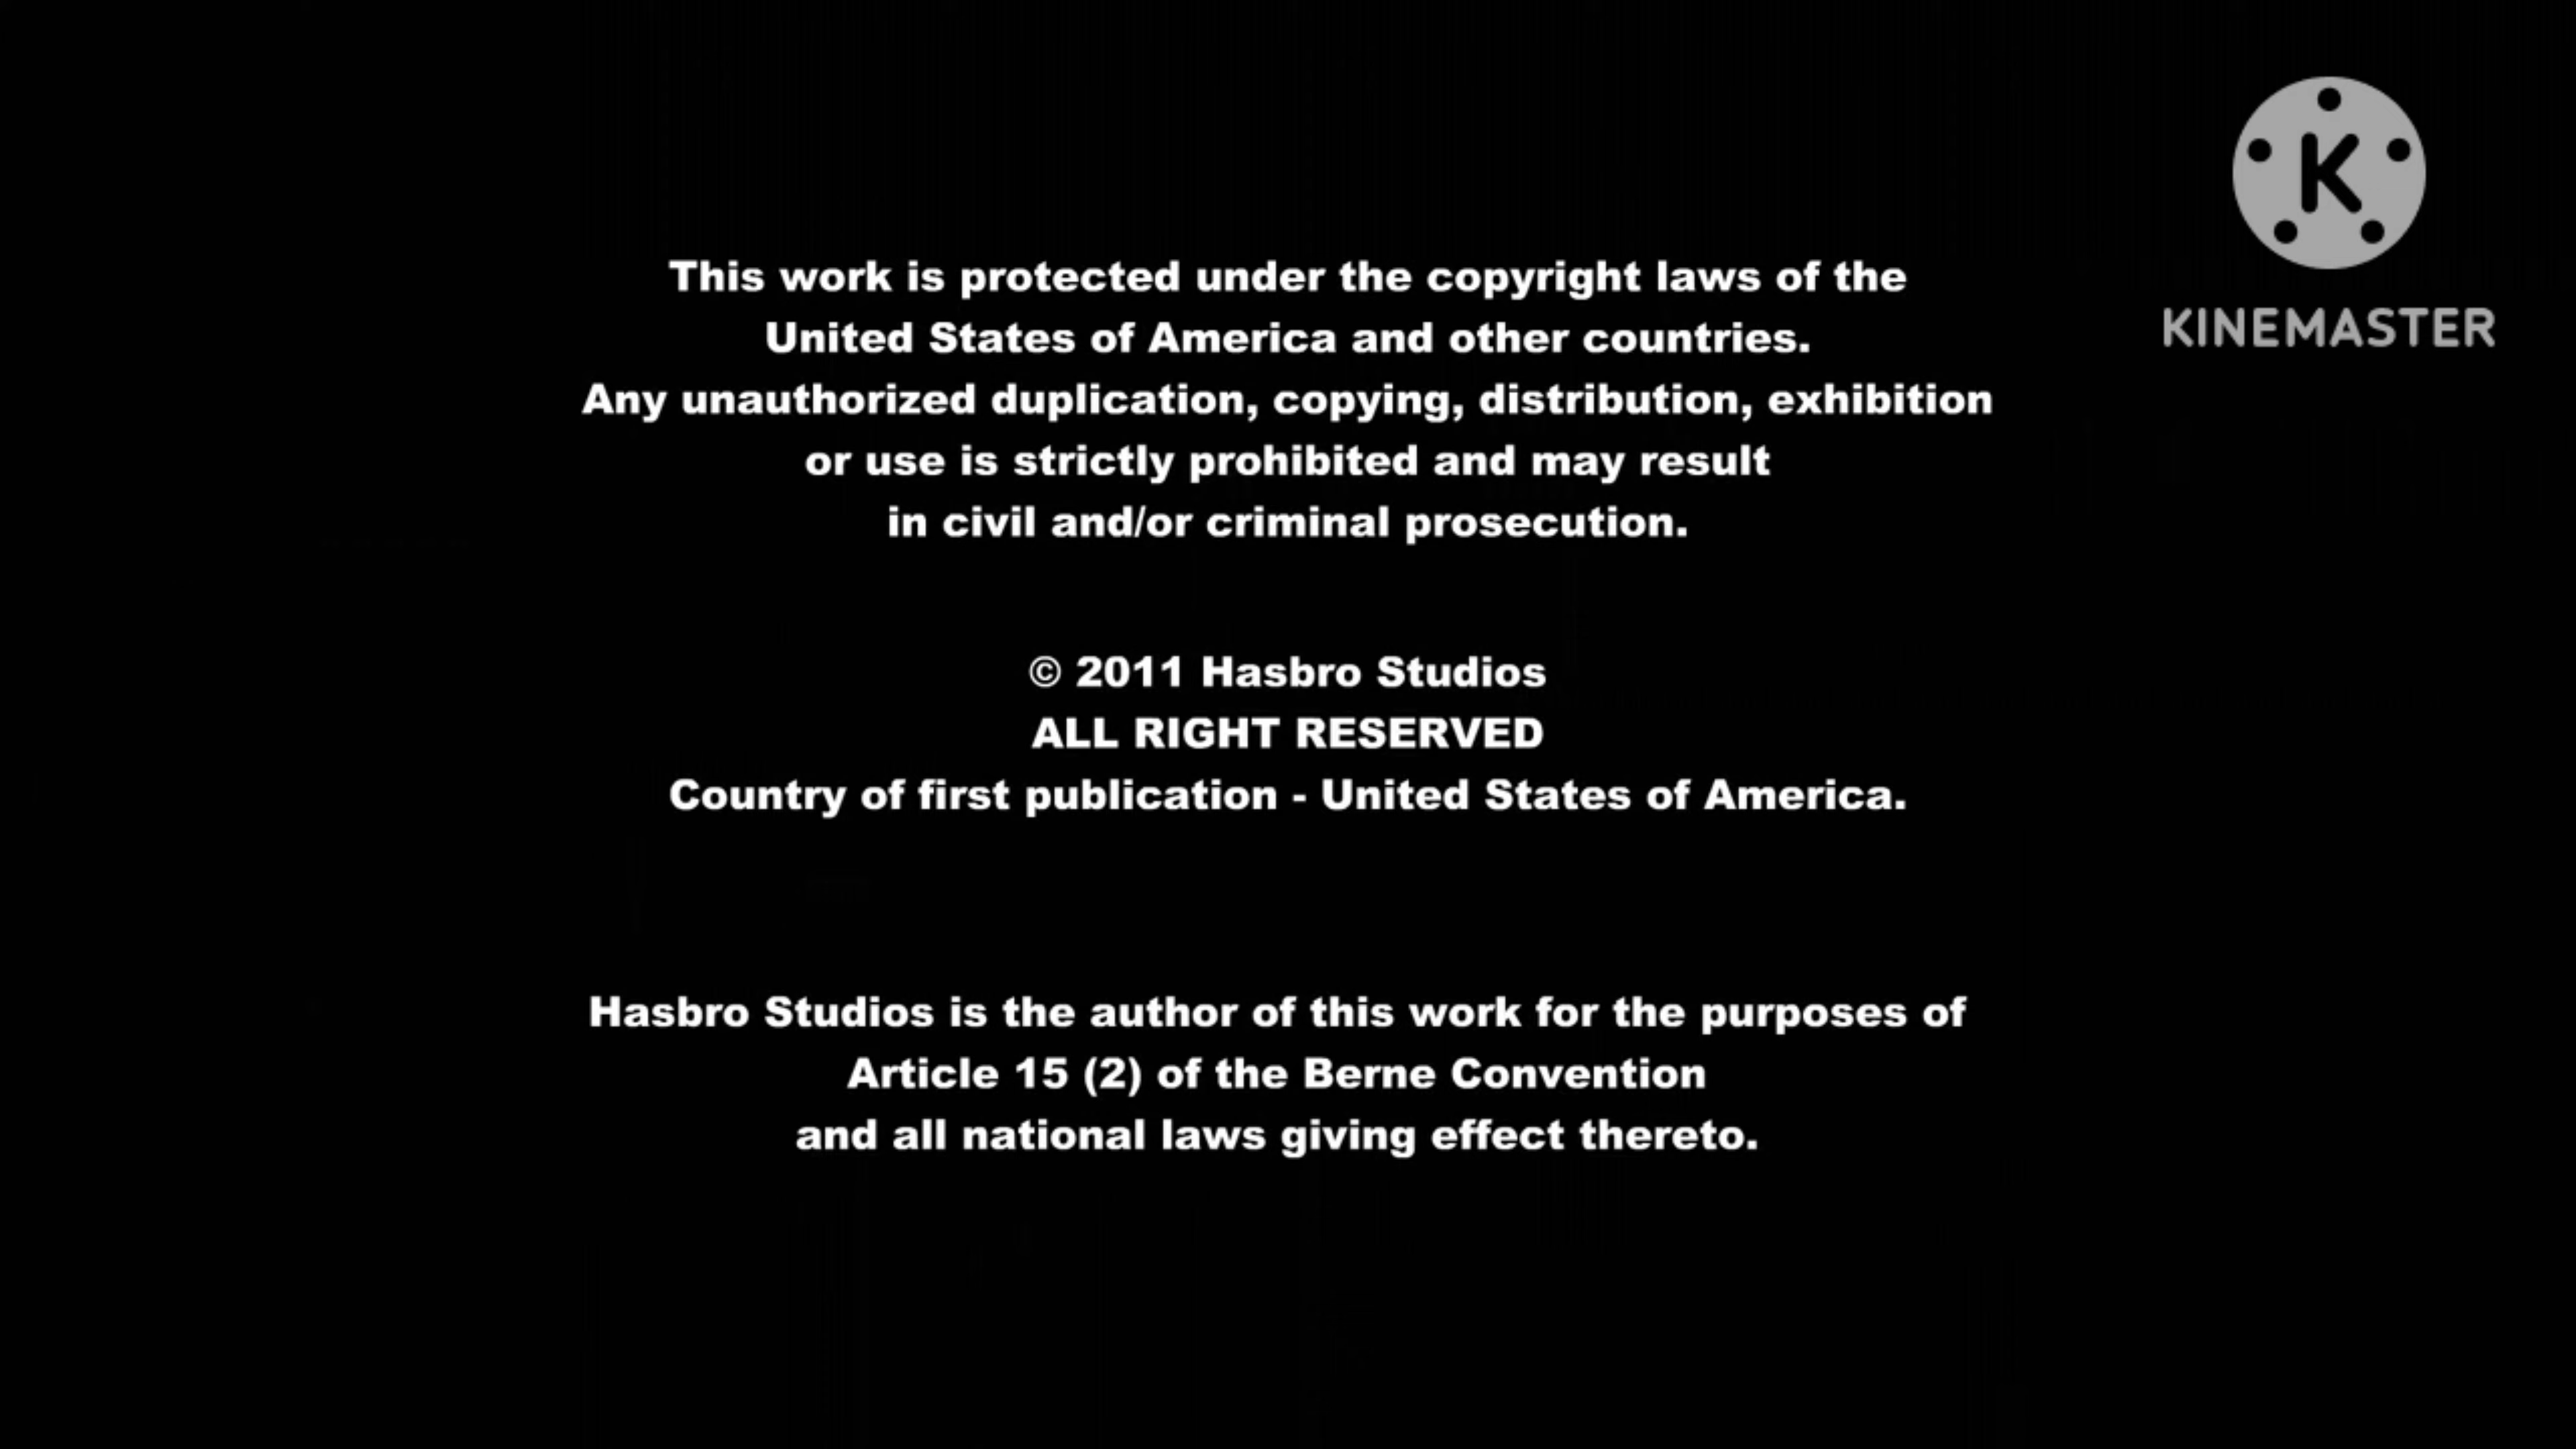 K
KINEMASTER
This work is protected under the copyright laws of the
United States of America and other countries.
Any unauthorized duplication, copying, distribution, exhibition
or use is strictly prohibited and may result
in civil and/or criminal prosecution.
© 2011 Hasbro Studios
ALL RIGHT RESERVED
Country of first publication - United States of America.
Hasbro Studios is the author of this work for the purposes of
Article 15 (2) of the Berne Convention
and all national laws giving effect thereto.